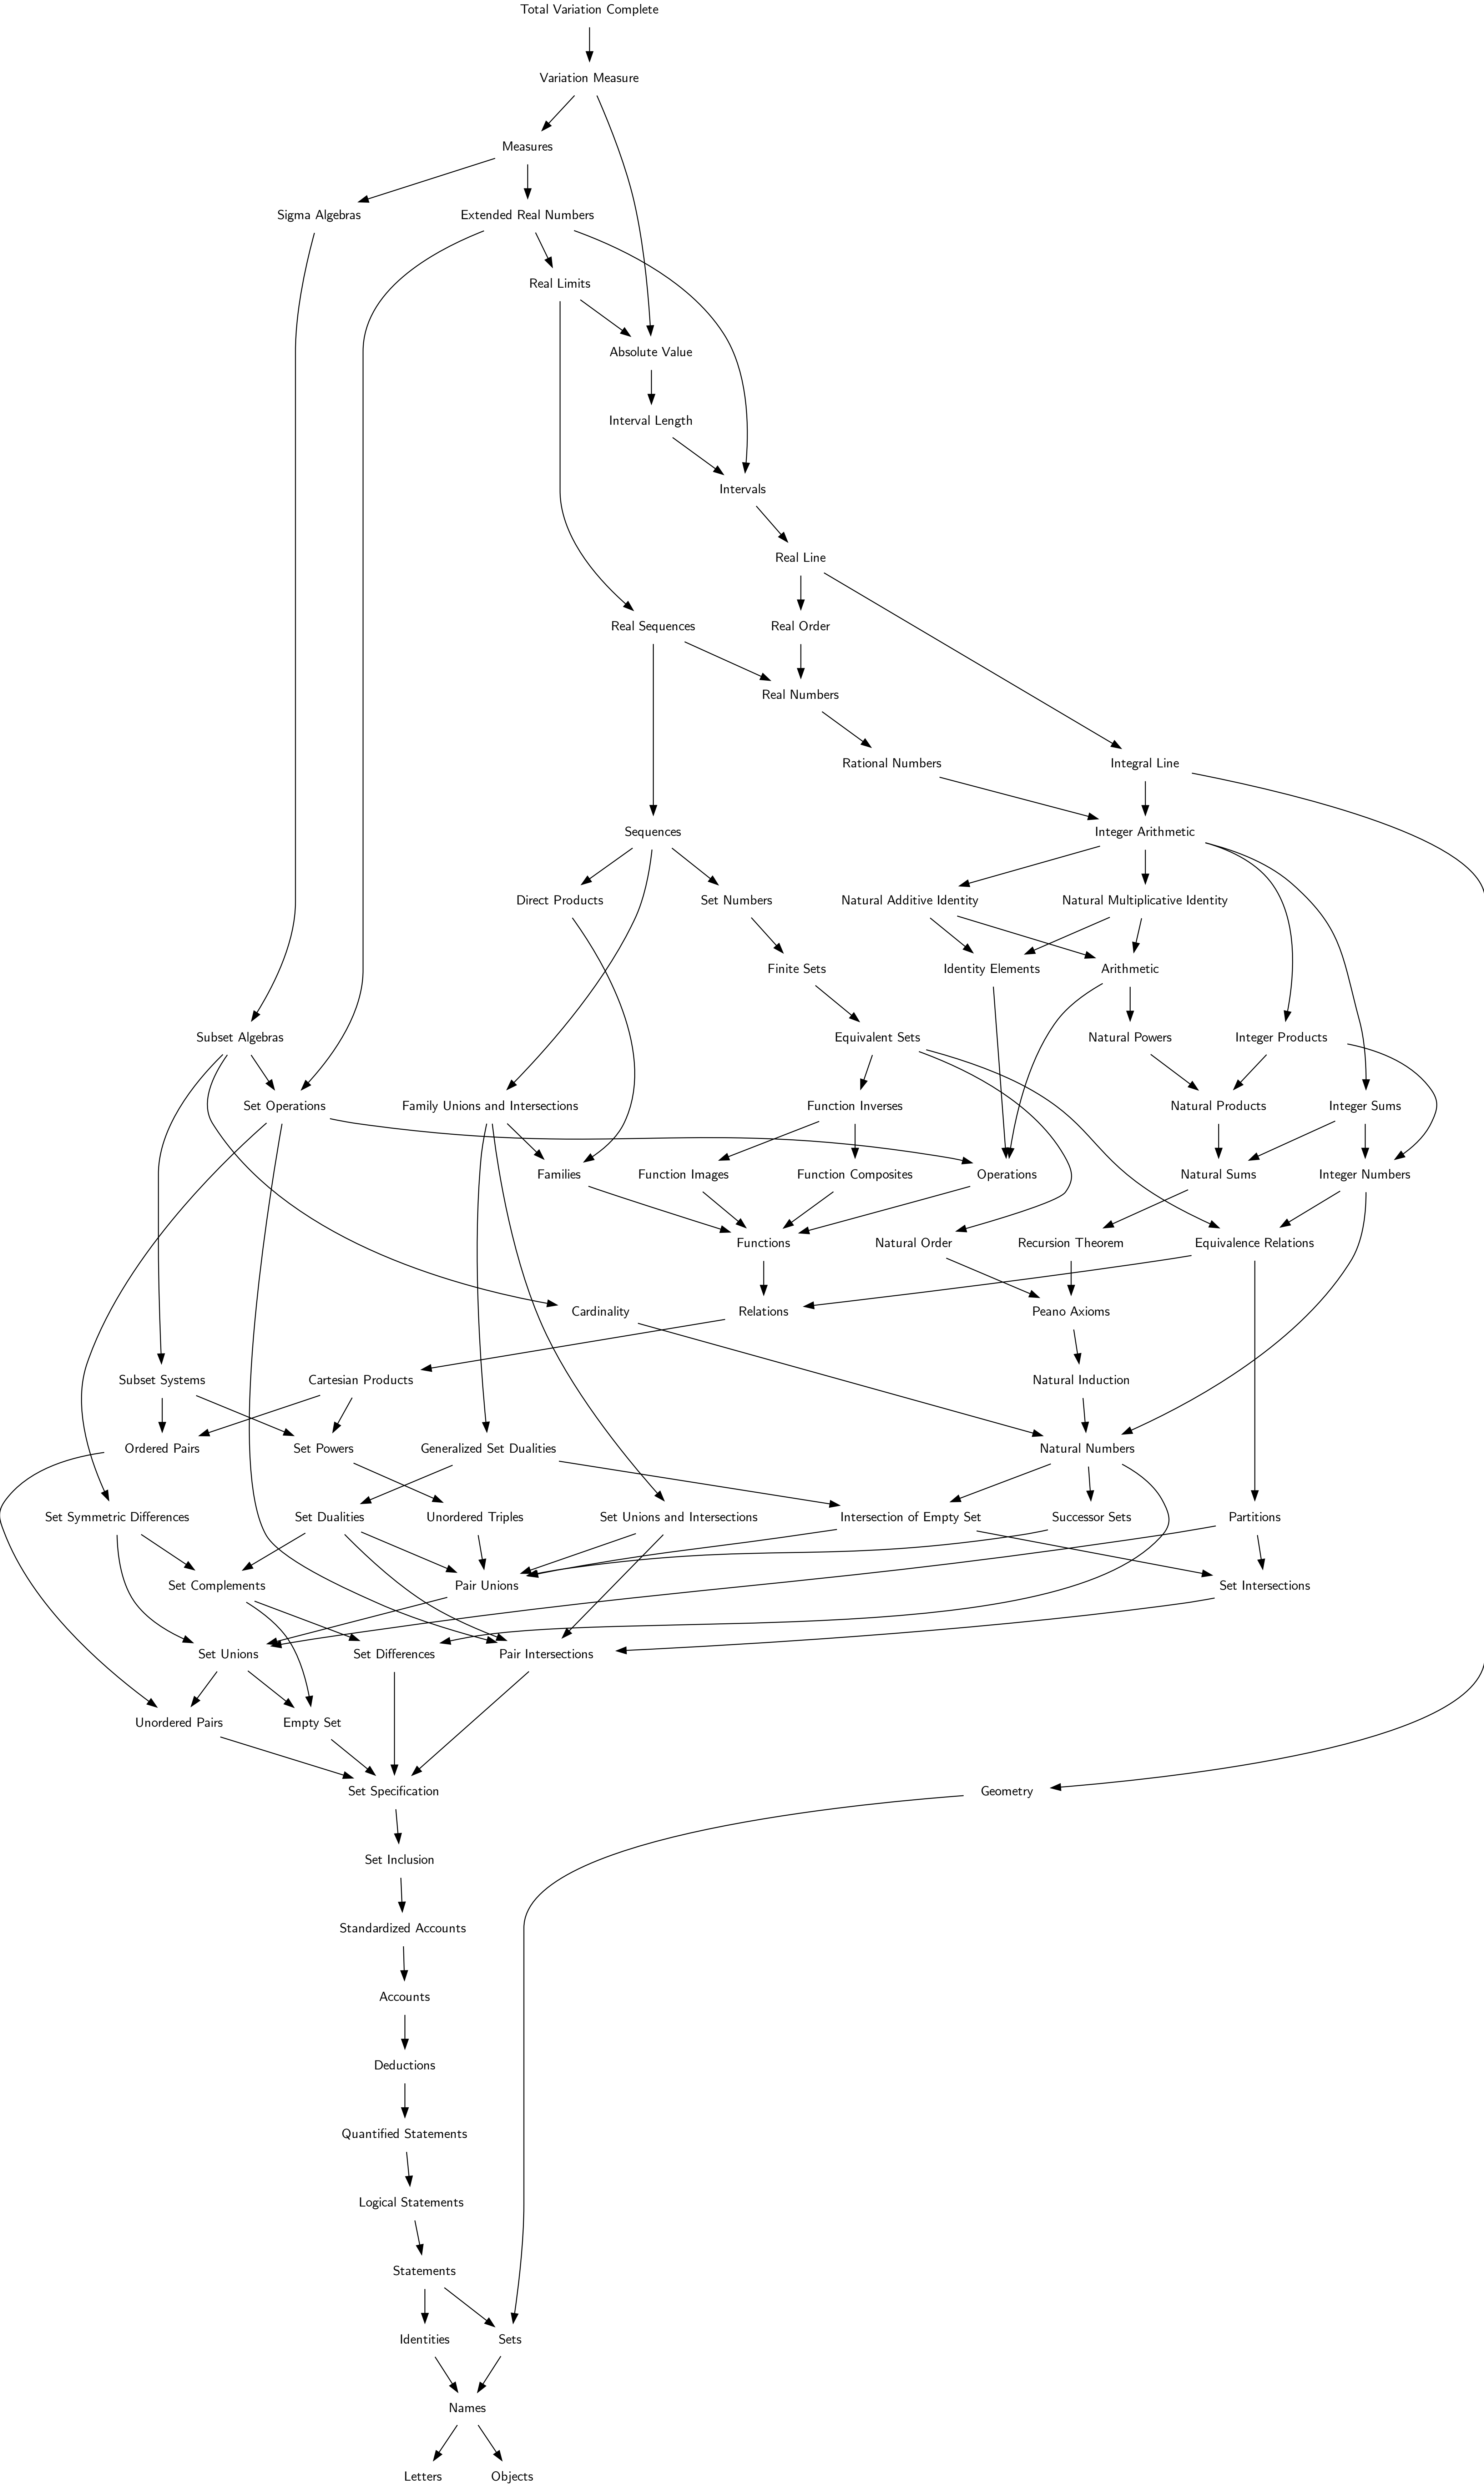 Total Variation Complete
Variation Measure
Measures
Sigma Algebras
Extended Real Numbers
Real Limits
Absolute Value
Interval Length
Intervals
Real Line
Real Sequences
Real Order
Real Numbers
Rational Numbers
Integral Line
Sequences
Integer Arithmetic
Direct Products
Set Numbers
Natural Additive Identity
Natural Multiplicative Identity
Finite Sets
Identity Elements
Arithmetic
Subset Algebras
Equivalent Sets
Natural Powers
Integer Products
Set Operations
Family Unions and Intersections
Function Inverses
Natural Products
Integer Sums
Families
Function Images
Function Composites
Operations
Natural Sums
Integer Numbers
Functions
Natural Order
Recursion Theorem
Equivalence Relations
Cardinality
Relations
Peano Axioms
Subset Systems
Cartesian Products
Natural Induction
Ordered Pairs
Set Powers
Generalized Set Dualities
Natural Numbers
Set Symmetric Differences
Set Dualities
Unordered Triples
Set Unions and Intersections
Intersection of Empty Set
Successor Sets
Partitions
Set Complements
Pair Unions
Set Intersections
Set Unions
Set Differences
Pair Intersections
Unordered Pairs
Empty Set
Set Specification
Geometry
Set Inclusion
Standardized Accounts
Accounts
Deductions
Quantified Statements
Logical Statements
Statements
Identities
Sets
Names
Letters
Objects